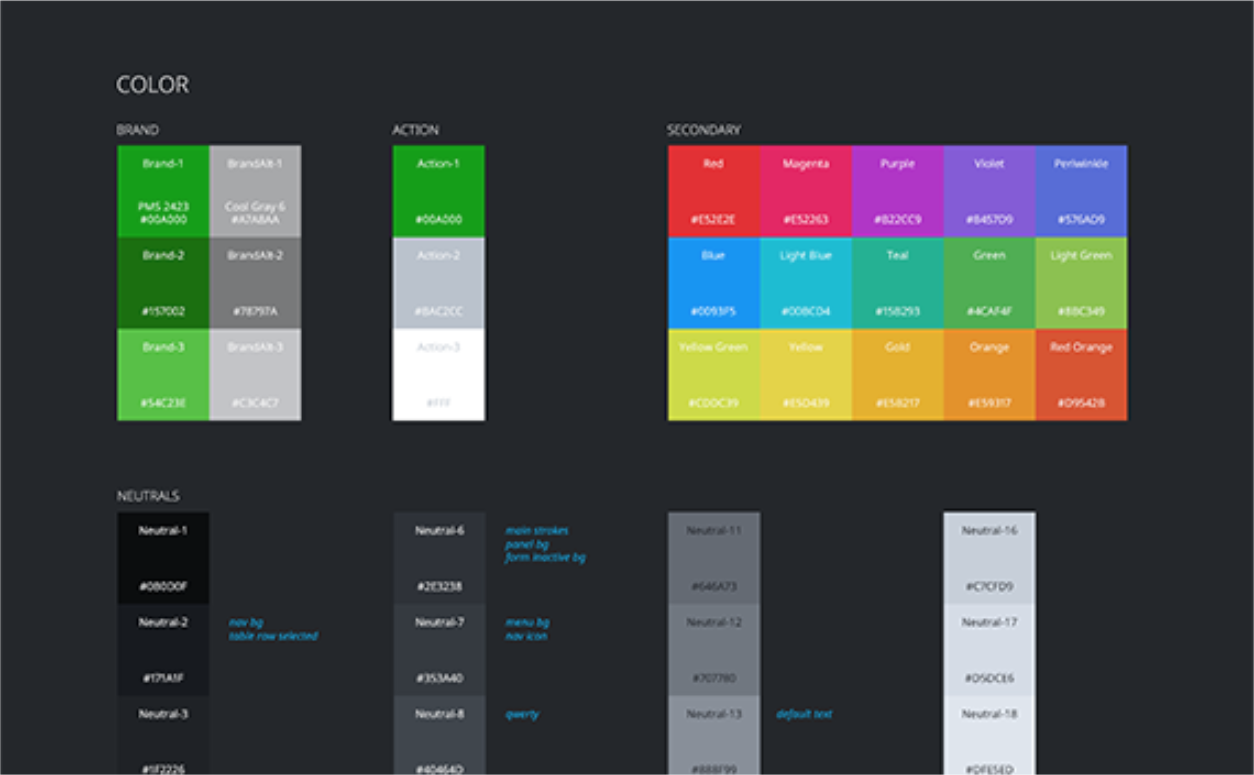 COLOR
BRAND
Brand-1
PMS 2423
#00A000
BrandAlt-1
Cool Gray 6
#A7A8AA
Brand-2
#157002
BrandAlt-2
#78797A
Brand-3
#54C23E
BrandAlt-3
#C3C4C7
ACTION
Action-1
#00A000
Action-2
#BAC2CC
Action-3
#FFF
SECONDARY
Red
#E52E2E
Magenta
#E52263
Purple
#B22CC9
Violet
#8457D9
Periwinkle
#576AD9
Blue
#0093F5
Light Blue
#00BCD4
Teal
#15B293
Green
#4CAF4F
Light Green
#8BC349
Yellow Green
#CDDC39
Yellow
#E5D439
Gold
#E5B217
Orange
#E59317
Red Orange
#D9542B
NEUTRALS
Neutral-1
#0B0D0F
Neutral-2
#171A1F
nav bg
table row selected
Neutral-3
#1F2226
Neutral-6
#2E3238
main strokes
panel bg
form inactive bg
Neutral-7
#353A40
menu bg
nav icon
Neutral-8
#40464D
qwerty
Neutral-11
#646A73
Neutral-12
#707780
Neutral-13
#888F99
default text
Neutral-16
#C7CFD9
Neutral-17
#D5DCE6
Neutral-18
#DFE5ED